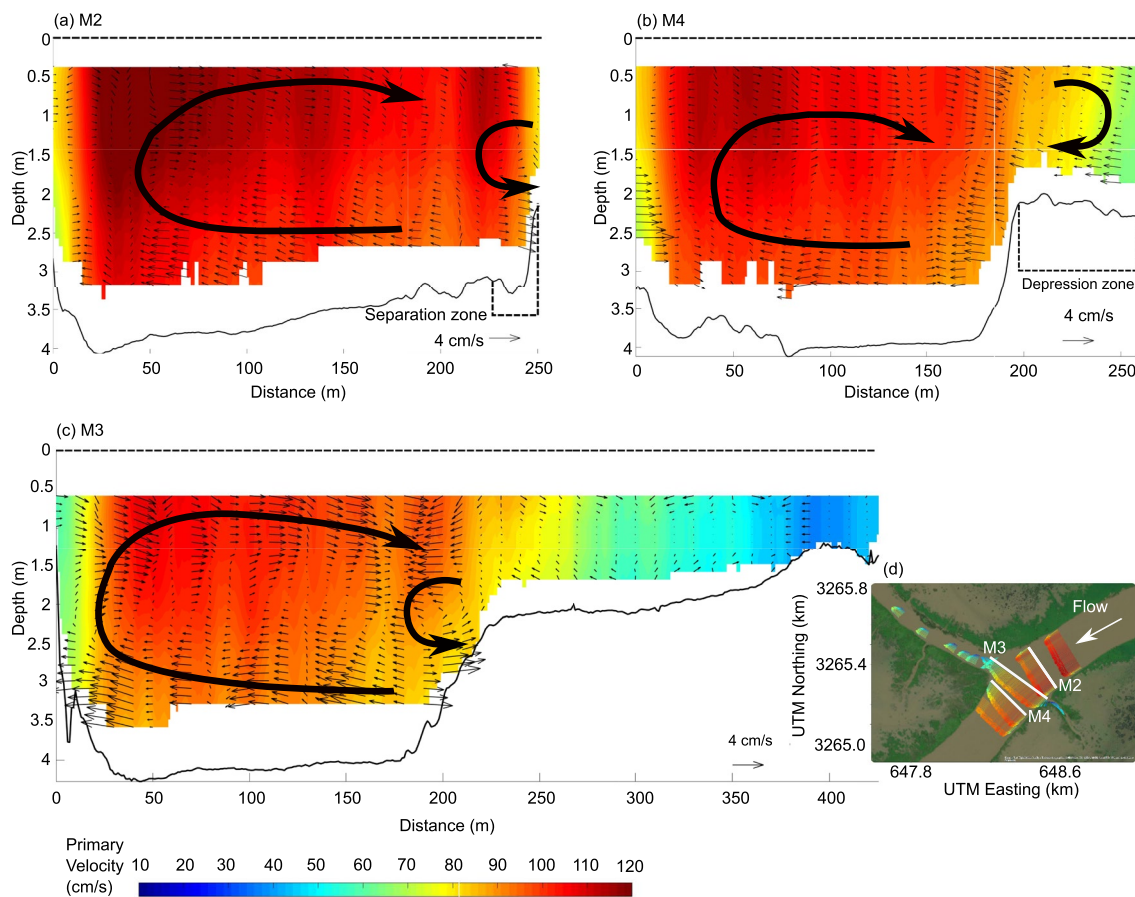 (a) M2
0
0.5
1
1.5
2
2.5
3
3.5
4
Depth (m)
Separation zone
4 cm/s
0 50 100 150 200 250
Distance (m)
(b) M4
0
0.5
1
1.5
2
2.5
3
3.5
4
Depth (m)
Depression zone
4 cm/s
0 50 100 150 200 250
Distance (m)
(c) M3
0
0.5
1
1.5
2
2.5
3
3.5
4
Depth (m)
4 cm/s
0 50 100 150 200 250 300 350 400
Distance (m)
(d)
3265.8
3265.4
3265.0
UTM Northing (km)
Flow
M3
M2
M4
647.8 648.6
UTM Easting (km)
Primary
Velocity
(cm/s)
10 20 30 40 50 60 70 80 90 100 110 120